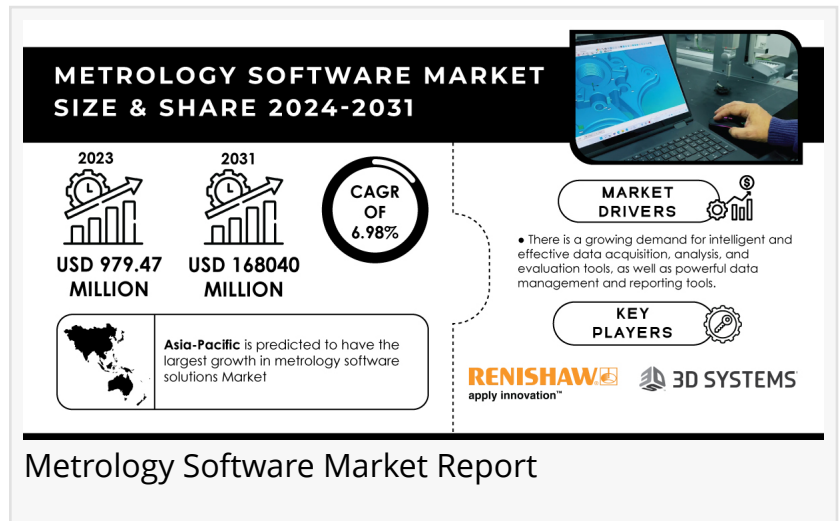 METROLOGY SOFTWARE MARKET
SIZE & SHARE 2024-2031
2023
2031
USD 979.47
MILLION
USD 168040
MILLION
CAGR
OF
6.98%
Asia-Pacific is predicted to have the
largest growth in metrology software
solutions Market
MARKET
DRIVERS
$
● There is a growing demand for intelligent and
effective data acquisition, analysis, and
evaluation tools, as well as powerful data
management and reporting tools.
KEY
PLAYERS
RENISHAW
apply innovation™
3D SYSTEMS
Metrology Software Market Report